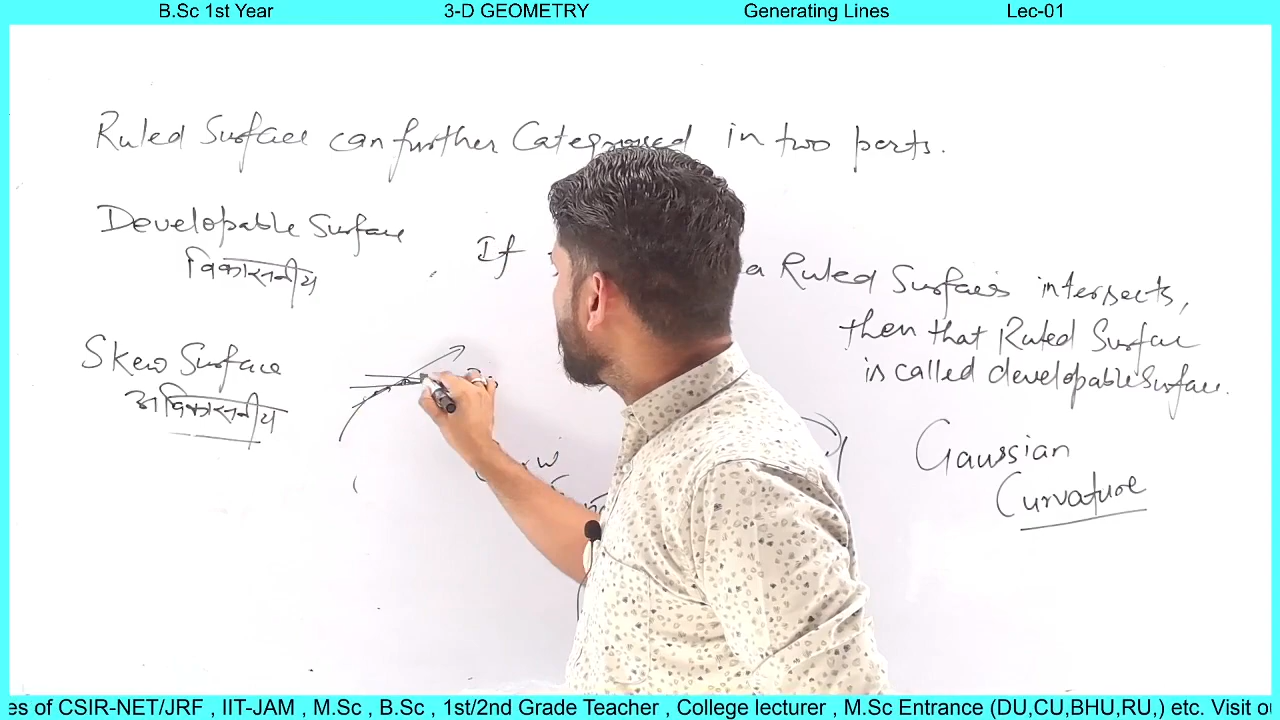 B.Sc 1st Year 3-D GEOMETRY Generating Lines Lec-01
Ruled Surface can further Categorised in two parts.
Developable Surface
विकासनीय
If a Ruled Surface's intersects,
then that Ruled Surface
is called developable Surface.
Skew Surface
अविकासनीय
Gaussian
Curvature
es of CSIR-NET/JRF , IIT-JAM , M.Sc , B.Sc , 1st/2nd Grade Teacher , College lecturer , M.Sc Entrance (DU,CU,BHU,RU,) etc. Visit